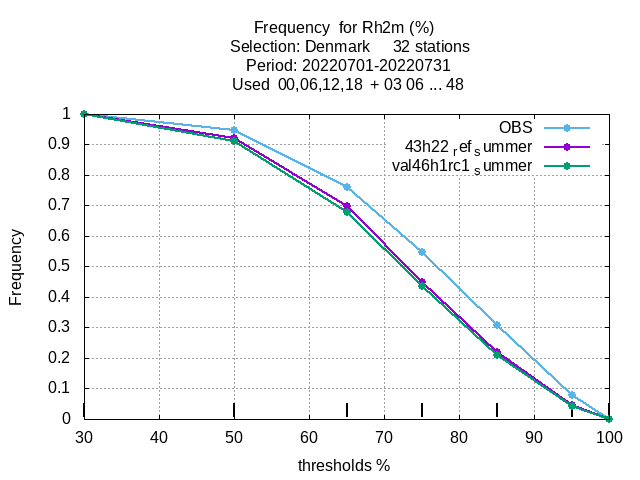 Frequency  for Rh2m (%)
Selection: Denmark     32 stations
Period: 20220701-20220731
Used  00,06,12,18  + 03 06 ... 48
OBS
43h22 refsummer
val46h1rc1 summer
Frequency
1
0.9
0.8
0.7
0.6
0.5
0.4
0.3
0.2
0.1
0
30 40 50 60 70 80 90 100
thresholds %